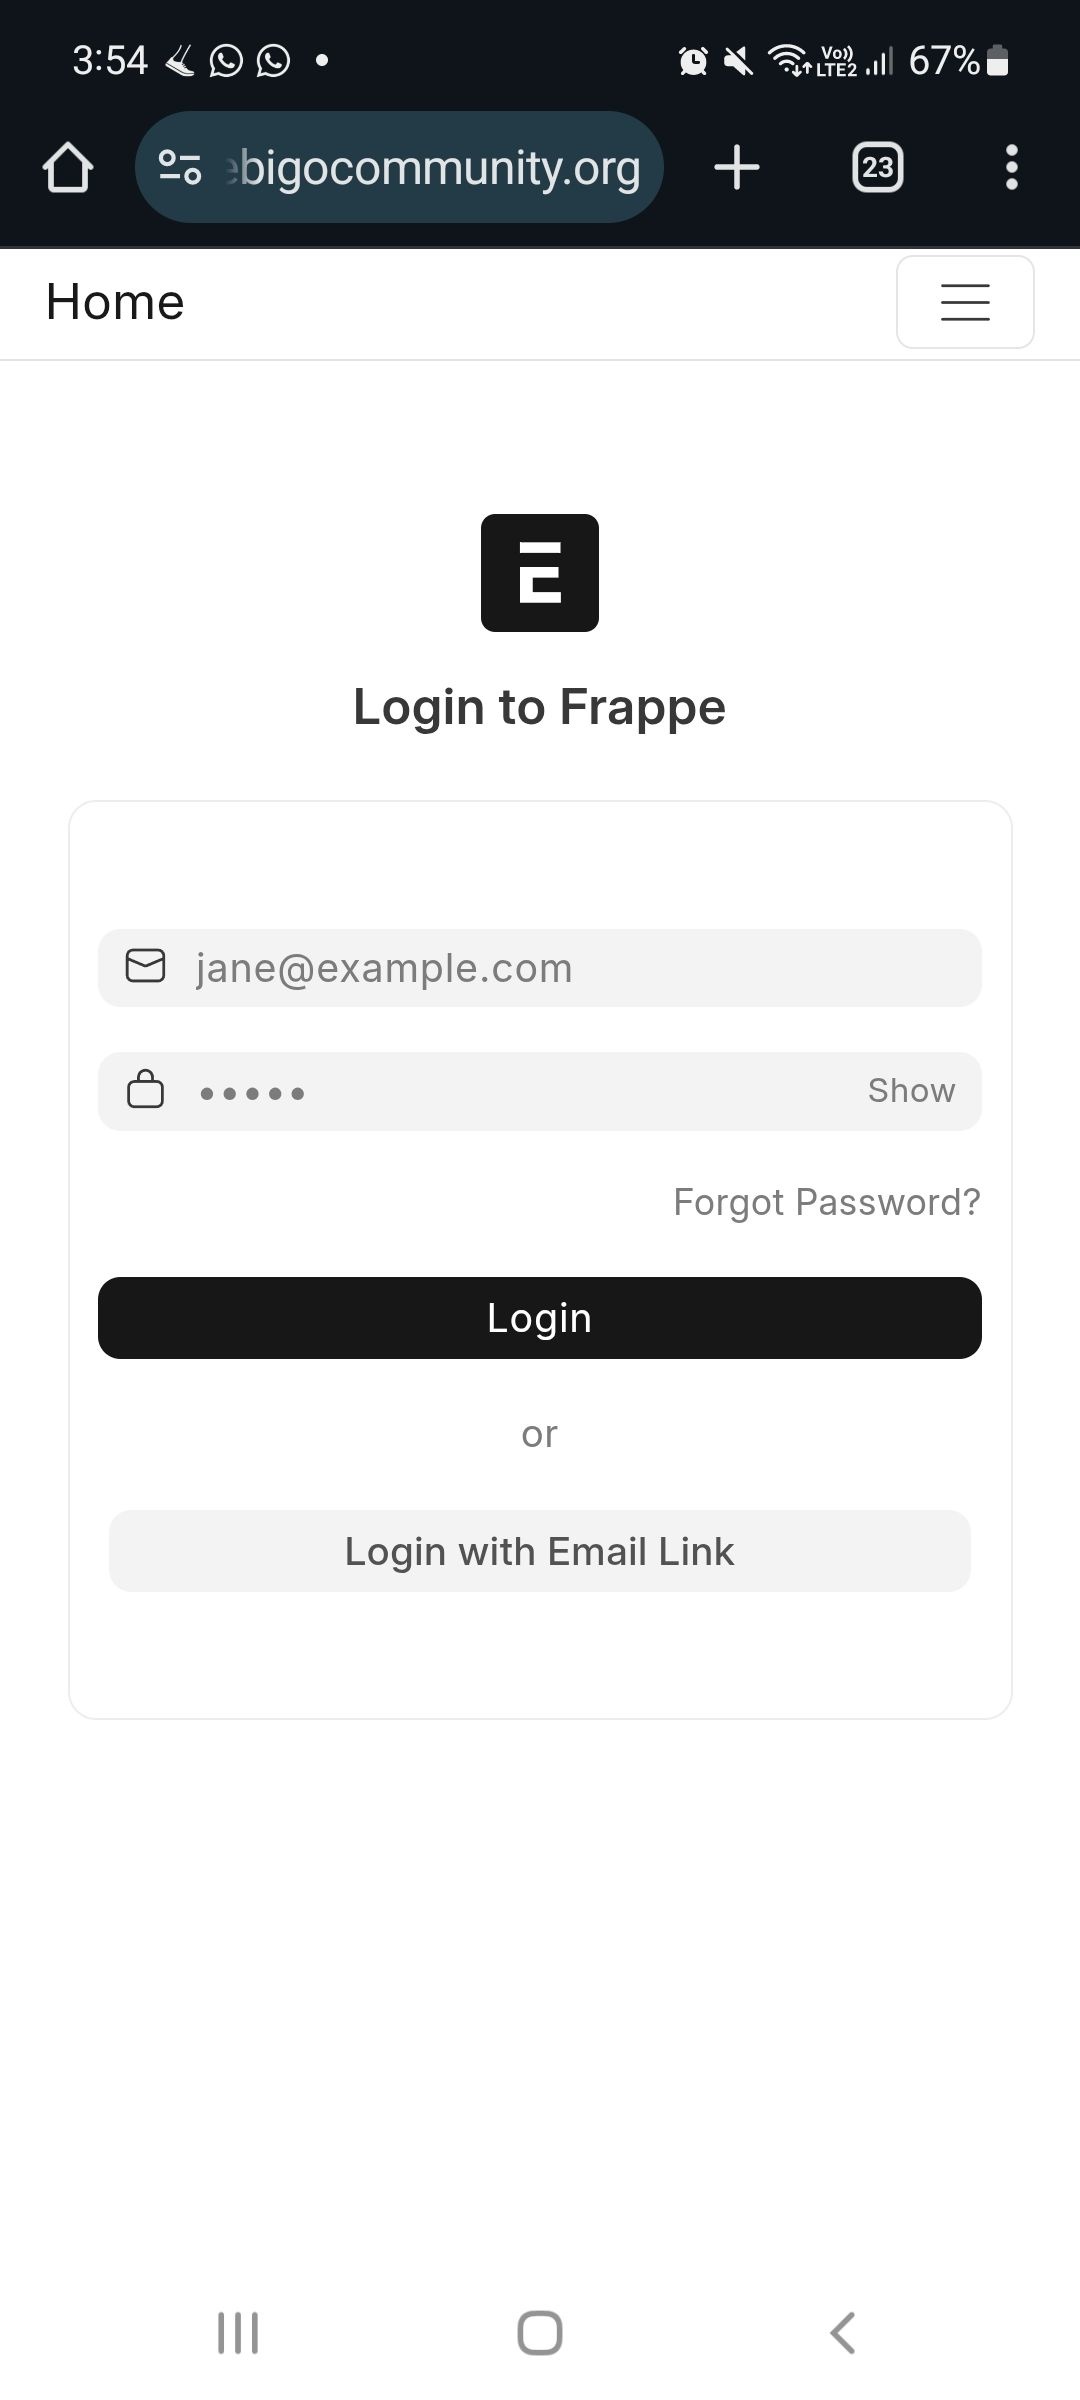 3:54
Vo)) LTE2
67%
ebigocommunity.org
23
Home
E
Login to Frappe
jane@example.com
•••••
Show
Forgot Password?
Login
or
Login with Email Link